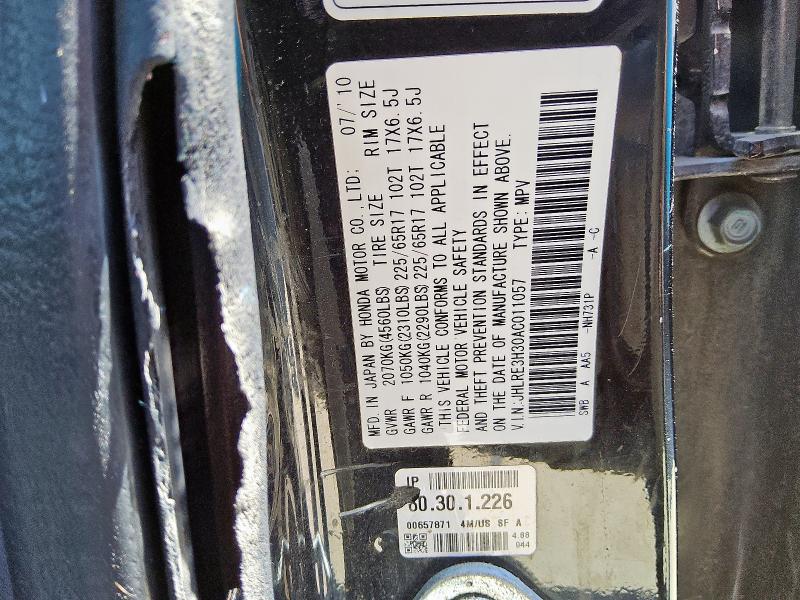 MFD. IN JAPAN BY HONDA MOTOR CO., LTD; 07/'10
GVWR 2070KG(4560LBS) TIRE SIZE RIM SIZE
GAWR F 1050KG(2310LBS) 225/65R17 102T 17X6.5J
GAWR R 1040KG(2290LBS) 225/65R17 102T 17X6.5J
THIS VEHICLE CONFORMS TO ALL APPLICABLE
FEDERAL MOTOR VEHICLE SAFETY
AND THEFT PREVENTION STANDARDS IN EFFECT
ON THE DATE OF MANUFACTURE SHOWN ABOVE.
V.IN:JHLRE3H30AC011057 TYPE:MPV
SWB A AA5 -NH731P -A -C
IP
60.30.1.226
00657871 4M/US SF A
4.88
044